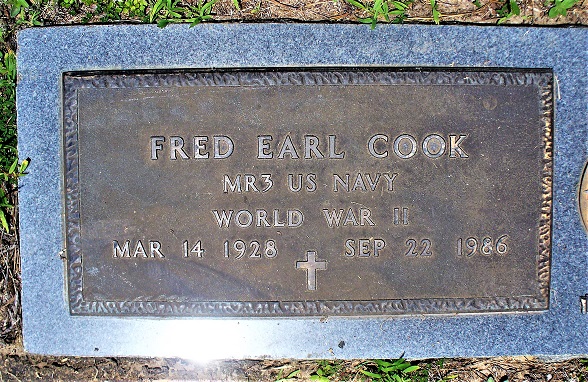 FRED EARL COOK
MR3 US NAVY
WORLD WAR II
MAR 14 1928 SEP 22 1986